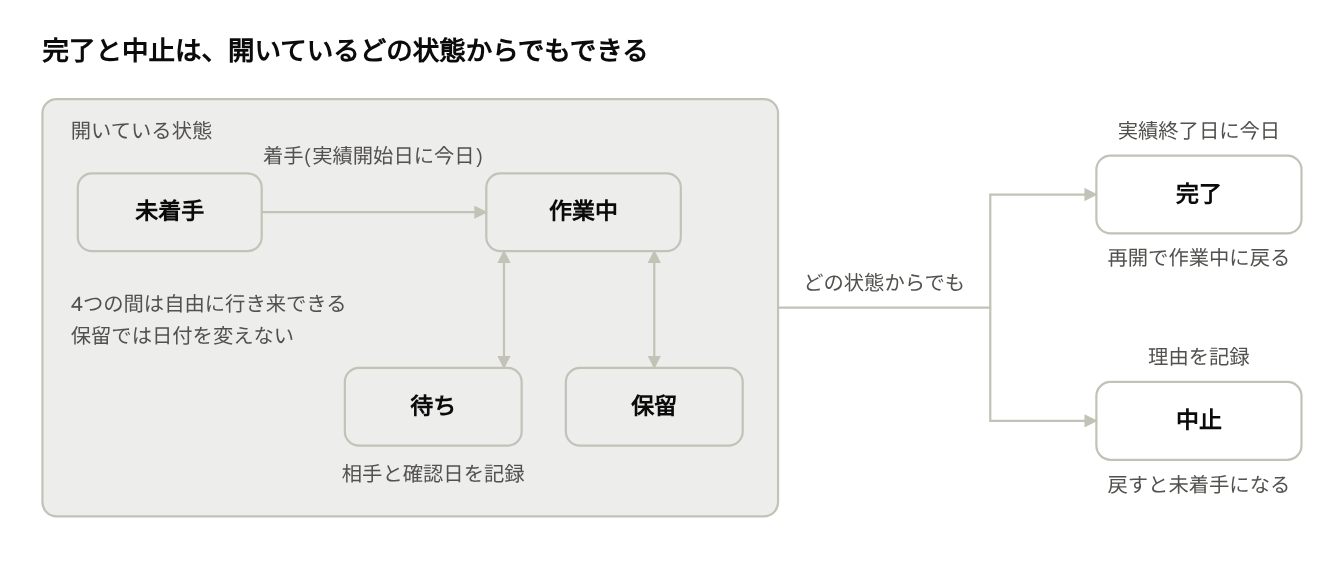 完了と中止は、開いているどの状態からでもできる
開いている状態
着手(実績開始日に今日)
未着手
作業中
4つの間は自由に行き来できる
保留では日付を変えない
待ち
保留
相手と確認日を記録
どの状態からでも
実績終了日に今日
完了
再開で作業中に戻る
理由を記録
中止
戻すと未着手になる